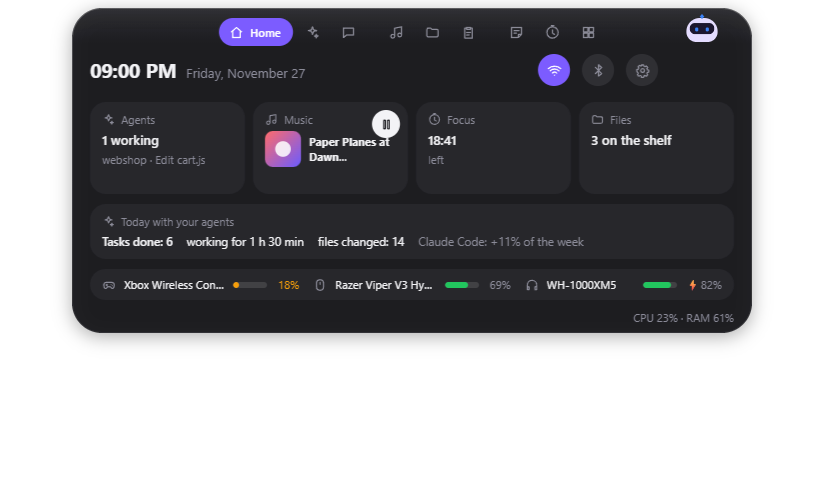 Home
09:00 PM Friday, November 27
Agents
1 working
webshop · Edit cart.js
Music
Paper Planes at
Dawn...
Focus
18:41
left
Files
3 on the shelf
Today with your agents
Tasks done: 6 working for 1 h 30 min files changed: 14 Claude Code: +11% of the week
Xbox Wireless Con... 18% Razer Viper V3 Hy... 69% WH-1000XM5 82%
CPU 23% · RAM 61%